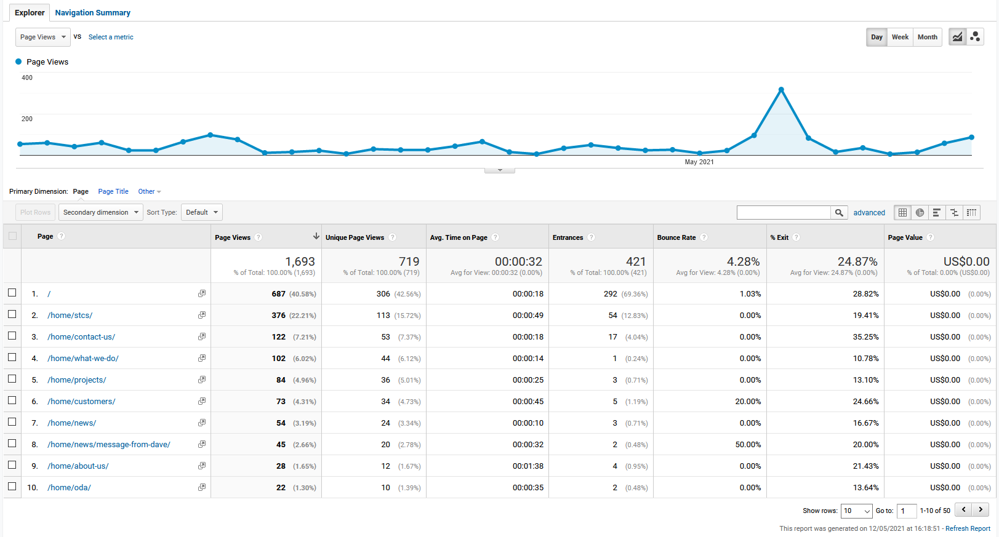 Explorer Navigation Summary
Page Views VS Select a metric
Day Week Month
Page Views
400
200
May 2021
Primary Dimension: Page Page Title Other
Plot Rows Secondary dimension Sort Type: Default advanced
Page ? Page Views ? Unique Page Views ? Avg. Time on Page ? Entrances ? Bounce Rate ? % Exit ? Page Value ?
1,693 719 00:00:32 421 4.28% 24.87% US$0.00
% of Total: 100.00% (1,693) % of Total: 100.00% (719) Avg for View: 00:00:32 (0.00%) % of Total: 100.00% (421) Avg for View: 4.28% (0.00%) Avg for View: 24.87% (0.00%) % of Total: 0.00% (US$0.00)
1. / 687 (40.58%) 306 (42.56%) 00:00:18 292 (69.36%) 1.03% 28.82% US$0.00 (0.00%)
2. /home/stcs/ 376 (22.21%) 113 (15.72%) 00:00:49 54 (12.83%) 0.00% 19.41% US$0.00 (0.00%)
3. /home/contact-us/ 122 (7.21%) 53 (7.37%) 00:00:18 17 (4.04%) 0.00% 35.25% US$0.00 (0.00%)
4. /home/what-we-do/ 102 (6.02%) 44 (6.12%) 00:00:14 1 (0.24%) 0.00% 10.78% US$0.00 (0.00%)
5. /home/projects/ 84 (4.96%) 36 (5.01%) 00:00:25 3 (0.71%) 0.00% 13.10% US$0.00 (0.00%)
6. /home/customers/ 73 (4.31%) 34 (4.73%) 00:00:45 5 (1.19%) 20.00% 24.66% US$0.00 (0.00%)
7. /home/news/ 54 (3.19%) 24 (3.34%) 00:00:10 3 (0.71%) 0.00% 16.67% US$0.00 (0.00%)
8. /home/news/message-from-dave/ 45 (2.66%) 20 (2.78%) 00:00:32 2 (0.48%) 50.00% 20.00% US$0.00 (0.00%)
9. /home/about-us/ 28 (1.65%) 12 (1.67%) 00:01:38 4 (0.95%) 0.00% 21.43% US$0.00 (0.00%)
10. /home/oda/ 22 (1.30%) 10 (1.39%) 00:00:35 2 (0.48%) 0.00% 13.64% US$0.00 (0.00%)
Show rows: 10 Go to: 1 1-10 of 50
This report was generated on 12/05/2021 at 16:18:51 - Refresh Report